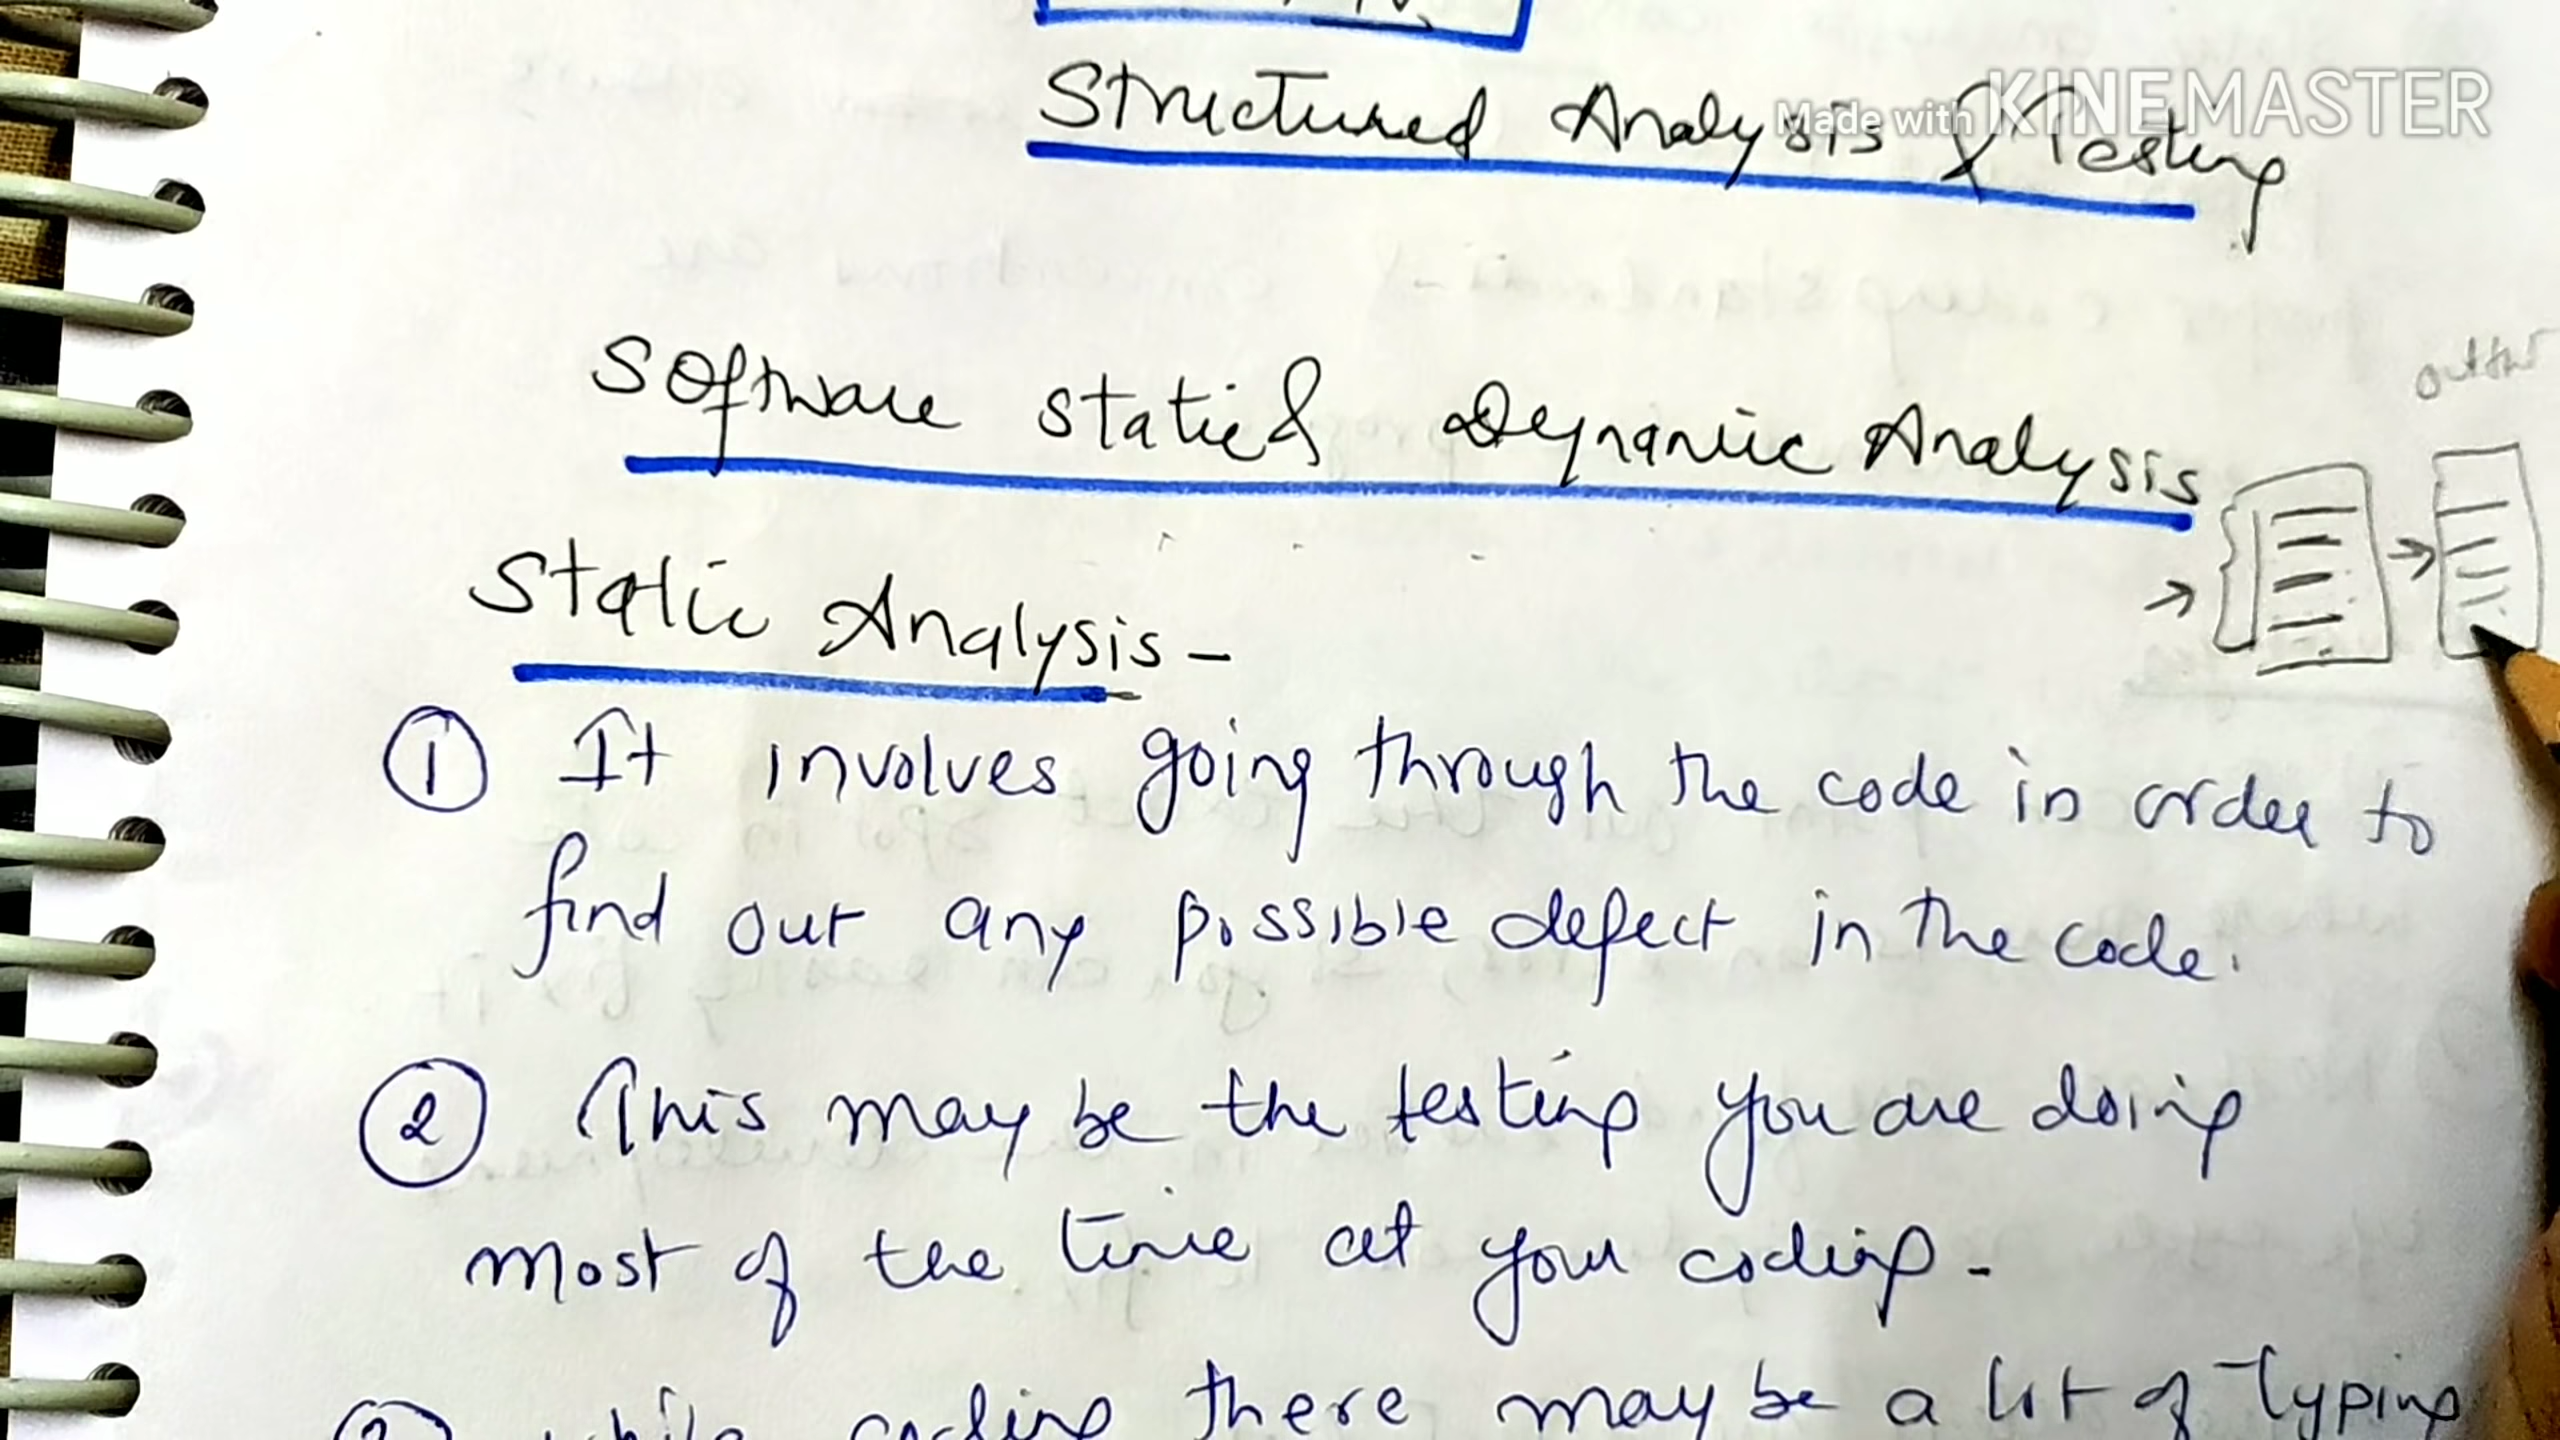 Structured Analysis & Testing
Made with KINEMASTER
Software Static & Dynamic Analysis
Static Analysis -
① It involves going through the code in order to
find out any possible defect in the code.
② This may be the testing you are doing
most of the time at your coding -
while coding there may be a lot of typing